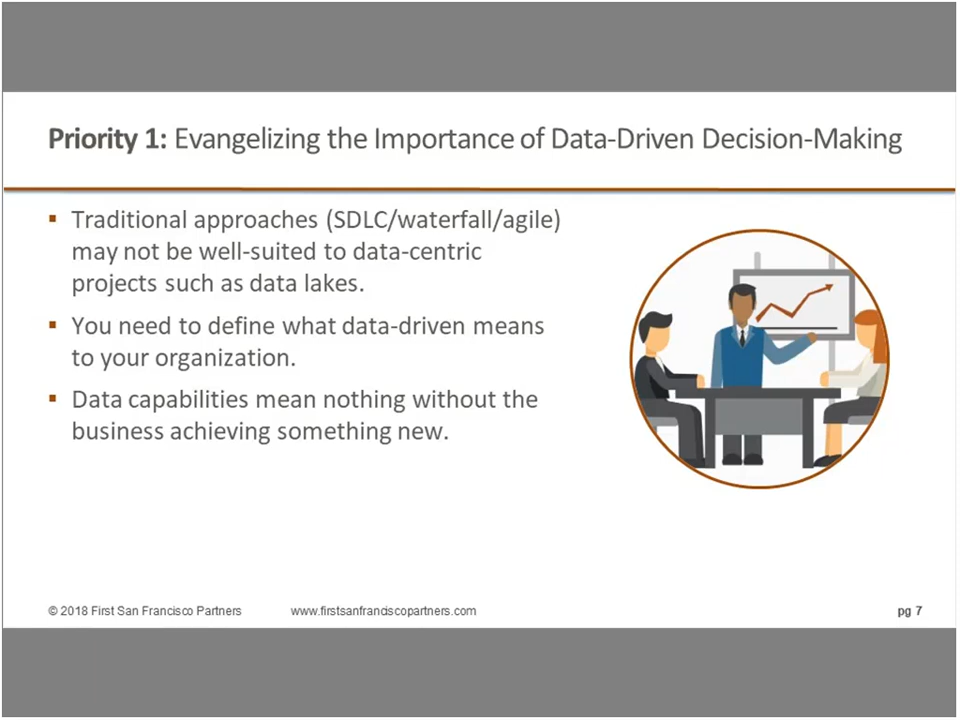 Priority 1: Evangelizing the Importance of Data-Driven Decision-Making
▪ Traditional approaches (SDLC/waterfall/agile)
may not be well-suited to data-centric
projects such as data lakes.
▪ You need to define what data-driven means
to your organization.
▪ Data capabilities mean nothing without the
business achieving something new.
© 2018 First San Francisco Partners www.firstsanfranciscopartners.com pg 7